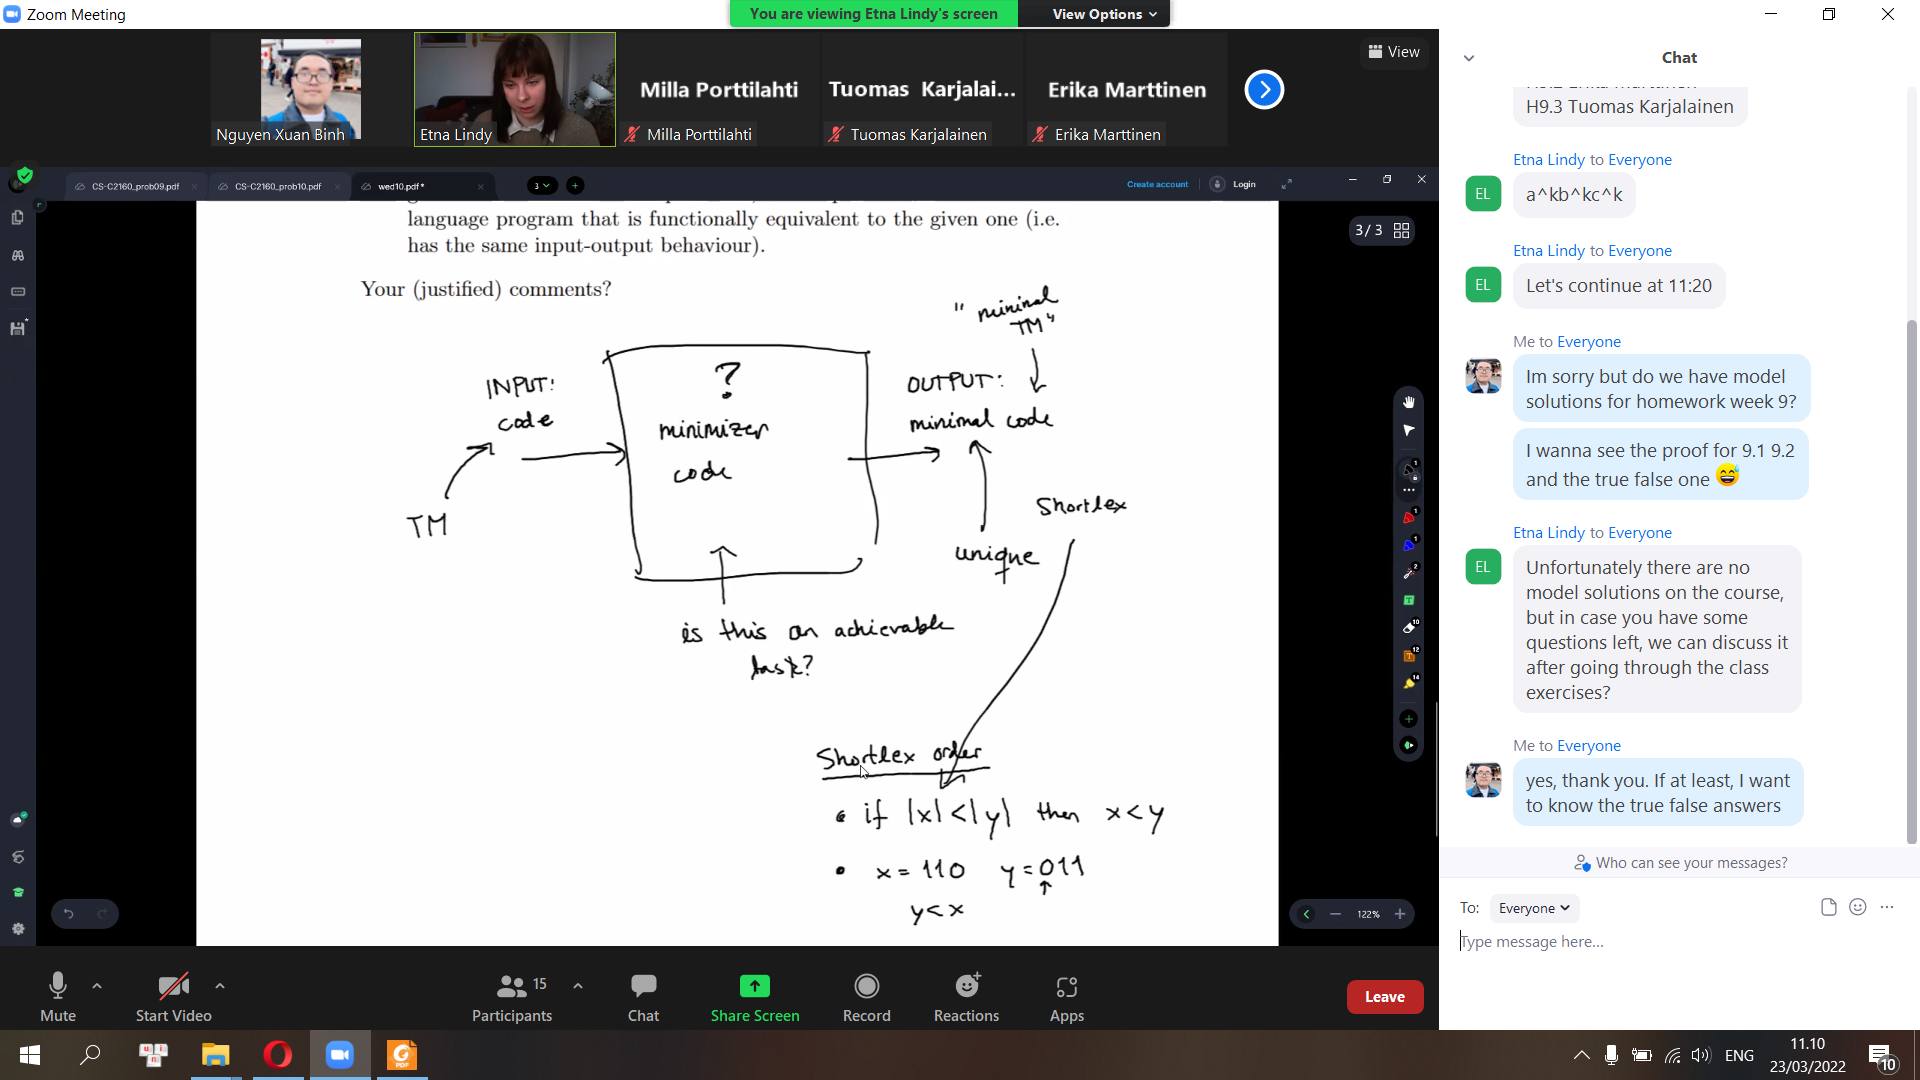 Zoom Meeting
You are viewing Etna Lindy's screen
View Options
View
Nguyen Xuan Binh
Etna Lindy
Milla Porttilahti
Milla Porttilahti
Tuomas Karjalai...
Tuomas Karjalainen
Erika Marttinen
Erika Marttinen
CS-C2160_prob09.pdf
CS-C2160_prob10.pdf
wed10.pdf *
3
Create account
Login
3/ 3
language program that is functionally equivalent to the given one (i.e.
has the same input-output behaviour).
Your (justified) comments?
"minimal
TM"
INPUT:
code
?
minimizer
code
OUTPUT:
minimal code
TM
Shortlex
unique
is this an achievable
task?
Shortlex order
• if |x|<|y| then x<y
• x = 110 y = 011
y<x
122%
Mute
Start Video
15
Participants
Chat
Share Screen
Record
Reactions
Apps
Leave
Chat
H9.3 Tuomas Karjalainen
Etna Lindy to Everyone
EL
a^kb^kc^k
Etna Lindy to Everyone
EL
Let's continue at 11:20
Me to Everyone
Im sorry but do we have model
solutions for homework week 9?
I wanna see the proof for 9.1 9.2
and the true false one 😅
Etna Lindy to Everyone
EL
Unfortunately there are no
model solutions on the course,
but in case you have some
questions left, we can discuss it
after going through the class
exercises?
Me to Everyone
yes, thank you. If at least, I want
to know the true false answers
Who can see your messages?
To: Everyone
Type message here...
ENG
11.10
23/03/2022
10